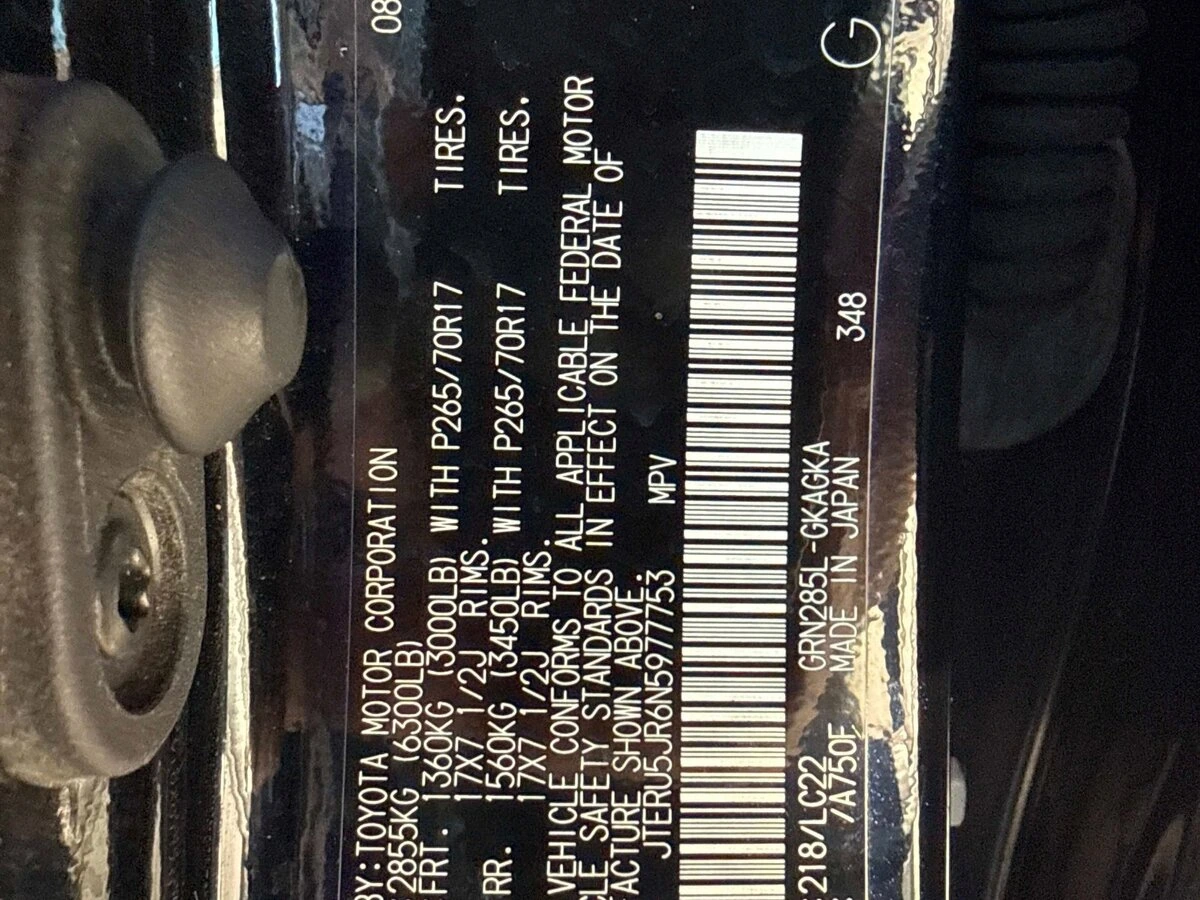 08
BY:TOYOTA MOTOR CORPORATION
2855KG (6300LB)
FRT. 1360KG (3000LB) WITH P265/70R17 TIRES.
17X7 1/2J RIMS.
RR. 1560KG (3450LB) WITH P265/70R17 TIRES.
17X7 1/2J RIMS.
VEHICLE CONFORMS TO ALL APPLICABLE FEDERAL MOTOR
CLE SAFETY STANDARDS IN EFFECT ON THE DATE OF
FACTURE SHOWN ABOVE.
JTERU5JR6N5977753 MPV
218/LC22 GRN285L-GKAGKA
/A750F MADE IN JAPAN 348
G